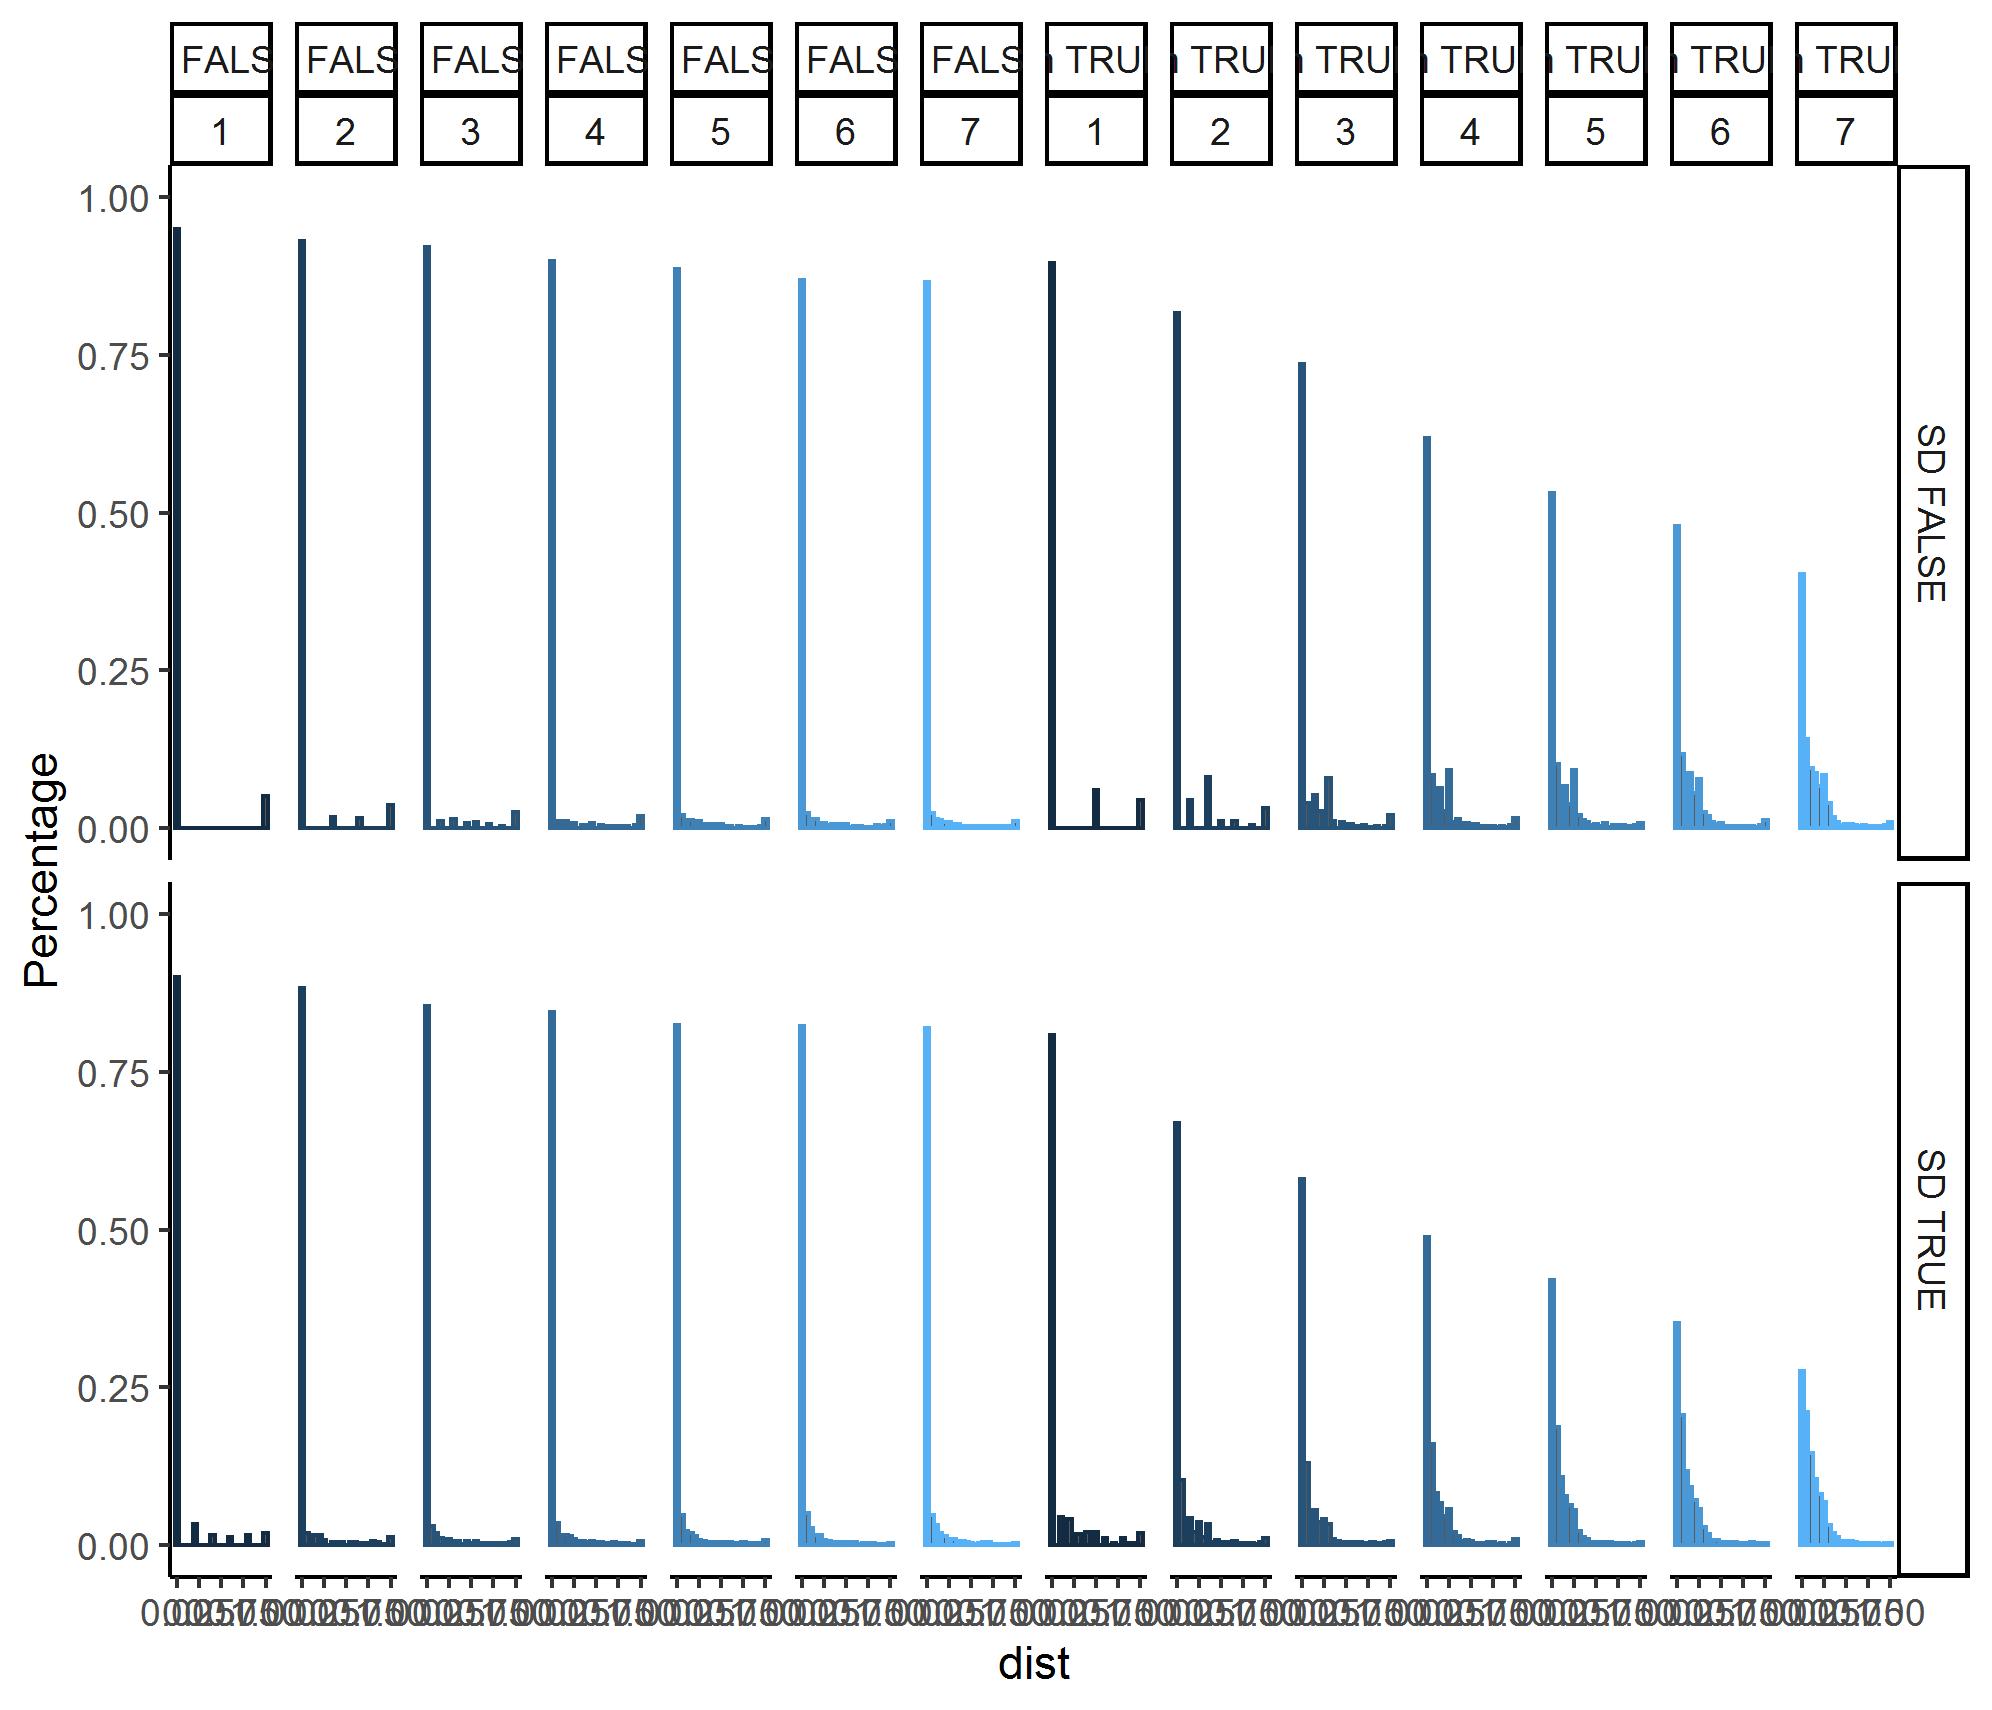 FALS FALS FALS FALS FALS FALS FALS TRU TRU TRU TRU TRU TRU TRU
1 2 3 4 5 6 7 1 2 3 4 5 6 7
1.00
0.75
0.50
0.25
0.00
SD FALSE
Percentage
1.00
0.75
0.50
0.25
0.00
SD TRUE
dist